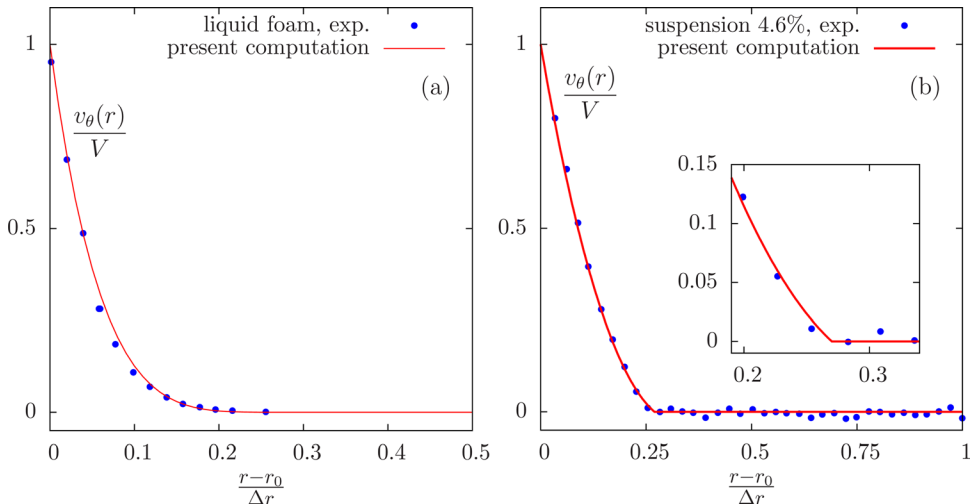 liquid foam, exp.
present computation
(a)
v_θ(r)
V
1
0.5
0
0 0.1 0.2 0.3 0.4 0.5
r−r_0
Δr
suspension 4.6%, exp.
present computation
(b)
v_θ(r)
V
1
0.5
0
0 0.25 0.5 0.75 1
r−r_0
Δr
0.15
0.1
0.05
0
0.2 0.3